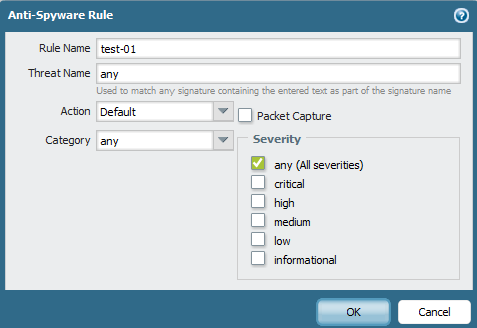 Anti-Spyware Rule
Rule Name test-01
Threat Name any
Used to match any signature containing the entered text as part of the signature name
Action Default Packet Capture
Category any
Severity
any (All severities)
critical
high
medium
low
informational
OK Cancel